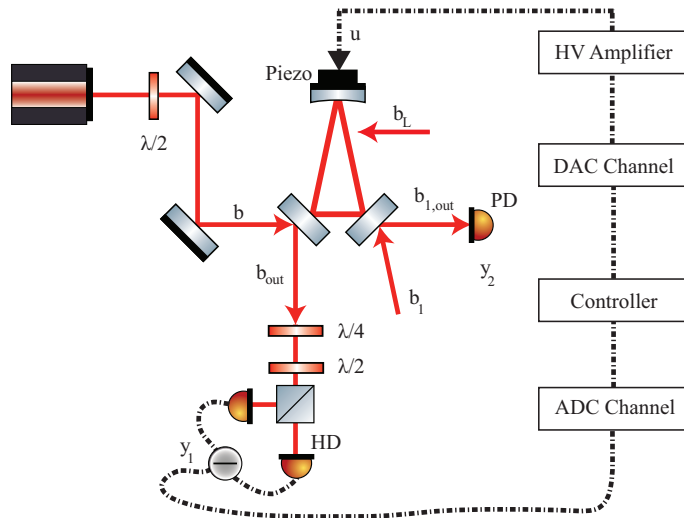 u
HV Amplifier
Piezo
λ/2
b_L
DAC Channel
b
b_1,out
PD
b_out
y_2
b_1
Controller
λ/4
λ/2
ADC Channel
HD
y_1